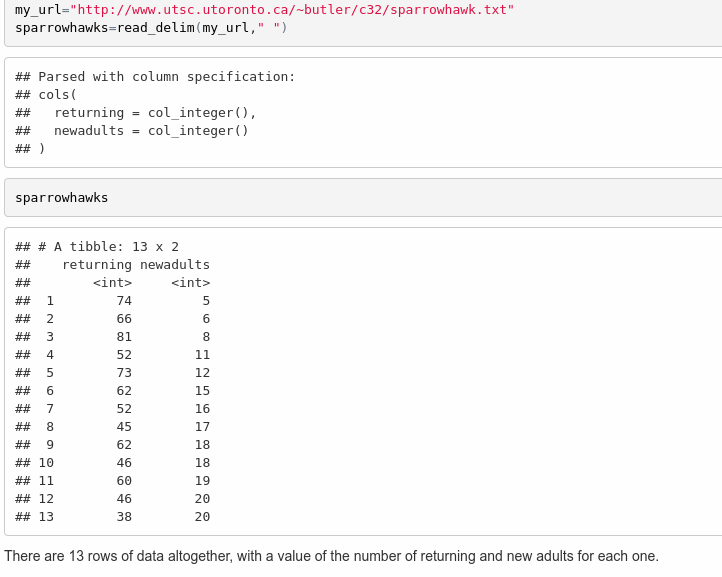 my_url="http://www.utsc.utoronto.ca/~butler/c32/sparrowhawk.txt"
sparrowhawks=read_delim(my_url," ")
## Parsed with column specification:
## cols(
##   returning = col_integer(),
##   newadults = col_integer()
## )
sparrowhawks
## # A tibble: 13 x 2
##    returning newadults
##        <int>     <int>
##  1        74         5
##  2        66         6
##  3        81         8
##  4        52        11
##  5        73        12
##  6        62        15
##  7        52        16
##  8        45        17
##  9        62        18
## 10        46        18
## 11        60        19
## 12        46        20
## 13        38        20
There are 13 rows of data altogether, with a value of the number of returning and new adults for each one.